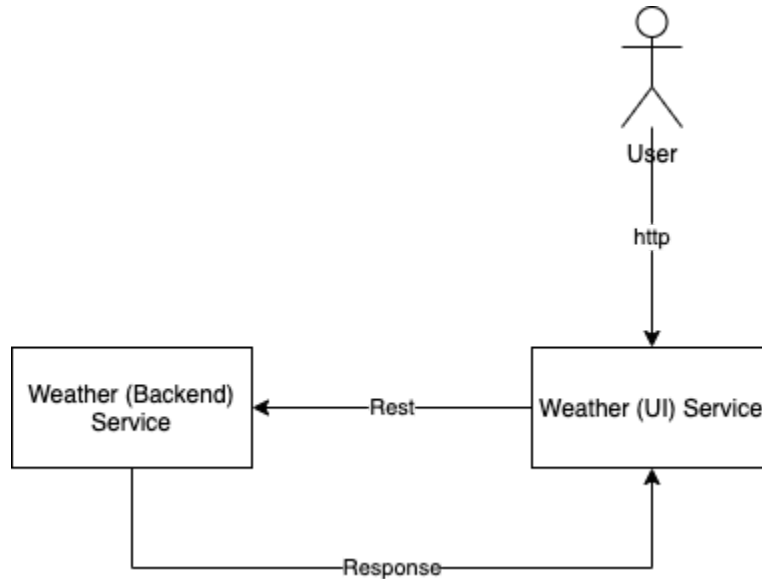 User
http
Weather (Backend)
Service
Rest
Weather (UI) Service
Response